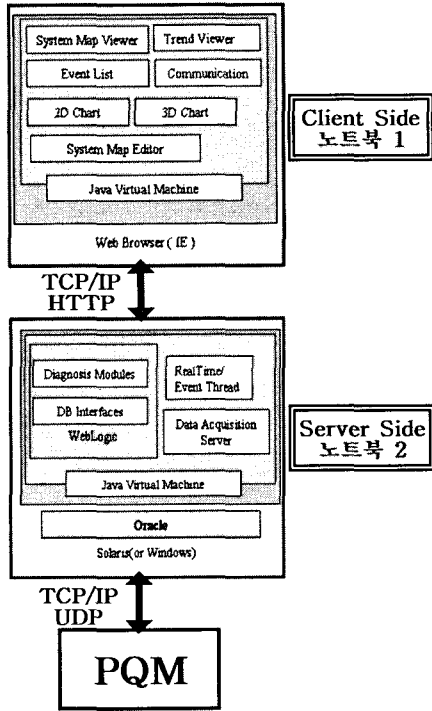 System Map Viewer
Trend Viewer
Event List
Communication
2D Chart
3D Chart
System Map Editor
Java Virtual Machine
Web Browser ( IE )
Client Side
노트북 1
TCP/IP
HTTP
Diagnosis Modules
DB Interfaces
WebLogic
RealTime/
Event Thread
Data Acquisition
Server
Java Virtual Machine
Oracle
Solaris(or Windows)
Server Side
노트북 2
TCP/IP
UDP
PQM